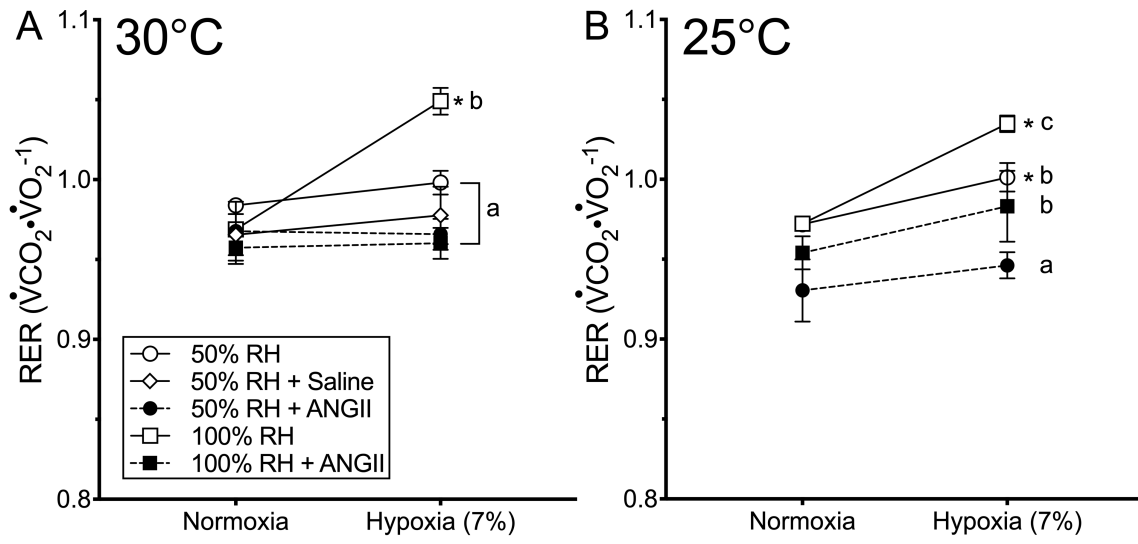 A 30°C
1.1
1.0
0.9
0.8
RER (V̇CO₂•V̇O₂⁻¹)
* b
a
50% RH
50% RH + Saline
50% RH + ANGII
100% RH
100% RH + ANGII
Normoxia Hypoxia (7%)
B 25°C
1.1
1.0
0.9
0.8
RER (V̇CO₂•V̇O₂⁻¹)
* c
* b
b
a
Normoxia Hypoxia (7%)